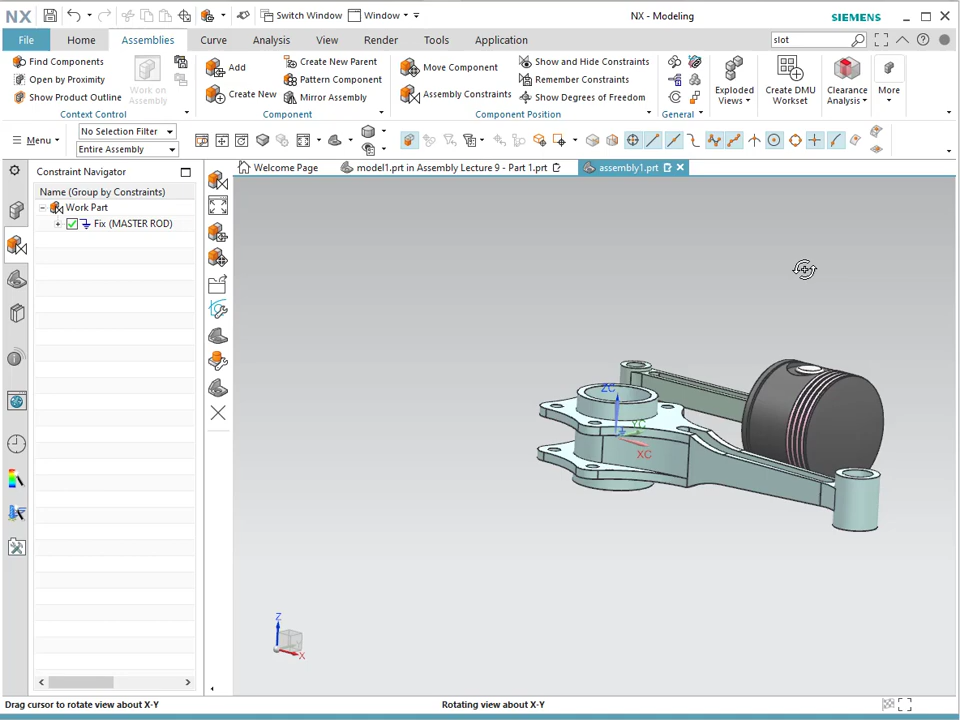 NX
Switch Window
Window
NX - Modeling
SIEMENS
File
Home
Assemblies
Curve
Analysis
View
Render
Tools
Application
slot
Find Components
Open by Proximity
Show Product Outline
Work on Assembly
Context Control
Add
Create New
Create New Parent
Pattern Component
Mirror Assembly
Component
Move Component
Assembly Constraints
Show and Hide Constraints
Remember Constraints
Show Degrees of Freedom
Component Position
General
Exploded Views
Create DMU Workset
Clearance Analysis
More
Menu
No Selection Filter
Entire Assembly
Constraint Navigator
Welcome Page
model1.prt in Assembly Lecture 9 - Part 1.prt
assembly1.prt
Name (Group by Constraints)
Work Part
Fix (MASTER ROD)
ZC
YC
XC
Z
X
Drag cursor to rotate view about X-Y
Rotating view about X-Y